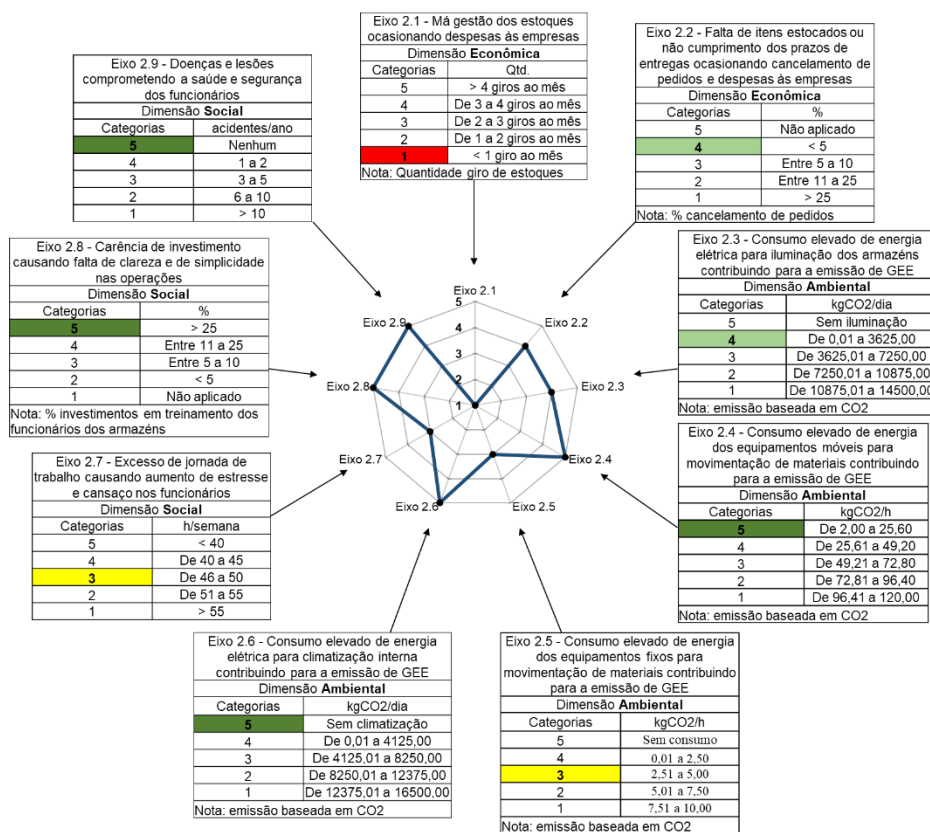 Eixo 2.1 - Má gestão dos estoques
ocasionando despesas às empresas
Dimensão Econômica
Categorias Qtd.
5 > 4 giros ao mês
4 De 3 a 4 giros ao mês
3 De 2 a 3 giros ao mês
2 De 1 a 2 giros ao mês
1 < 1 giro ao mês
Nota: Quantidade giro de estoques
Eixo 2.2 - Falta de itens estocados ou
não cumprimento dos prazos de
entregas ocasionando cancelamento de
pedidos e despesas às empresas
Dimensão Econômica
Categorias %
5 Não aplicado
4 < 5
3 Entre 5 a 10
2 Entre 11 a 25
1 > 25
Nota: % cancelamento de pedidos
Eixo 2.9 - Doenças e lesões
comprometendo a saúde e segurança
dos funcionários
Dimensão Social
Categorias acidentes/ano
5 Nenhum
4 1 a 2
3 3 a 5
2 6 a 10
1 > 10
Eixo 2.8 - Carência de investimento
causando falta de clareza e de simplicidade
nas operações
Dimensão Social
Categorias %
5 > 25
4 Entre 11 a 25
3 Entre 5 a 10
2 < 5
1 Não aplicado
Nota: % investimentos em treinamento dos
funcionários dos armazéns
Eixo 2.1
Eixo 2.2
Eixo 2.3
Eixo 2.4
Eixo 2.5
Eixo 2.6
Eixo 2.7
Eixo 2.8
Eixo 2.9
5
4
3
2
1
Eixo 2.3 - Consumo elevado de energia
elétrica para iluminação dos armazéns
contribuindo para a emissão de GEE
Dimensão Ambiental
Categorias kgCO2/dia
5 Sem iluminação
4 De 0,01 a 3625,00
3 De 3625,01 a 7250,00
2 De 7250,01 a 10875,00
1 De 10875,01 a 14500,00
Nota: emissão baseada em CO2
Eixo 2.4 - Consumo elevado de energia
dos equipamentos móveis para
movimentação de materiais contribuindo
para a emissão de GEE
Dimensão Ambiental
Categorias kgCO2/h
5 De 2,00 a 25,60
4 De 25,61 a 49,20
3 De 49,21 a 72,80
2 De 72,81 a 96,40
1 De 96,41 a 120,00
Nota: emissão baseada em CO2
Eixo 2.7 - Excesso de jornada de
trabalho causando aumento de estresse
e cansaço nos funcionários
Dimensão Social
Categorias h/semana
5 < 40
4 De 40 a 45
3 De 46 a 50
2 De 51 a 55
1 > 55
Eixo 2.6 - Consumo elevado de energia
elétrica para climatização interna
contribuindo para a emissão de GEE
Dimensão Ambiental
Categorias kgCO2/dia
5 Sem climatização
4 De 0,01 a 4125,00
3 De 4125,01 a 8250,00
2 De 8250,01 a 12375,00
1 De 12375,01 a 16500,00
Nota: emissão baseada em CO2
Eixo 2.5 - Consumo elevado de energia
dos equipamentos fixos para
movimentação de materiais contribuindo
para a emissão de GEE
Dimensão Ambiental
Categorias kgCO2/h
5 Sem consumo
4 0,01 a 2,50
3 2,51 a 5,00
2 5,01 a 7,50
1 7,51 a 10,00
Nota: emissão baseada em CO2